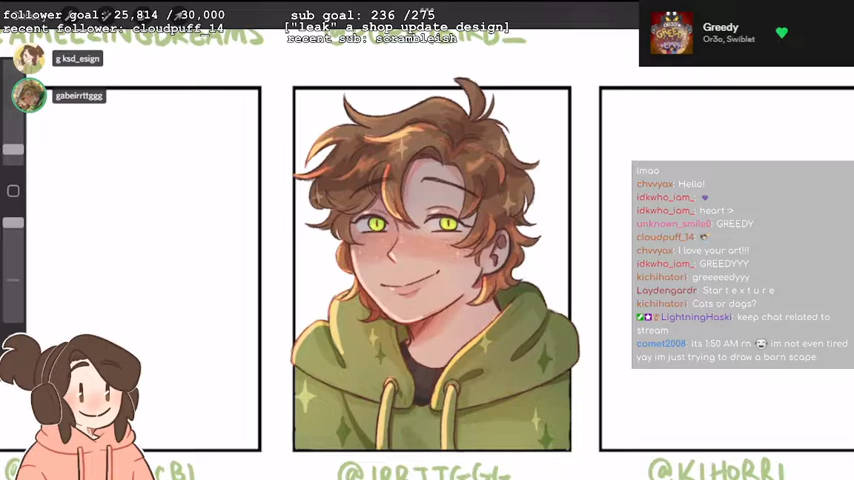 follower goal: 25,814 / 30,000
recent follower: cloudpuff_14
sub goal: 236 /275
["leak" a shop update design]
recent sub: scrambleish
Greedy
Or3o, Swiblet
g ksd_esign
gabeirrttggg
lmao
chvvyax: Hello!
idkwho_iam_:
idkwho_iam_: heart :>
unknown_smile0: GREEDY
cloudpuff_14:
chvvyax: I love your art!!!
idkwho_iam_: GREEDYYY
kichihatori: greeeeedyyy
Laydengardr: Star t e x t u r e
kichihatori: Cats or dogs?
LightningHaski: keep chat related to
stream
comet2008: its 1:50 AM rn im not even tired
yay im just trying to draw a barn scape
@IRRTTGGG
@KIHORRI